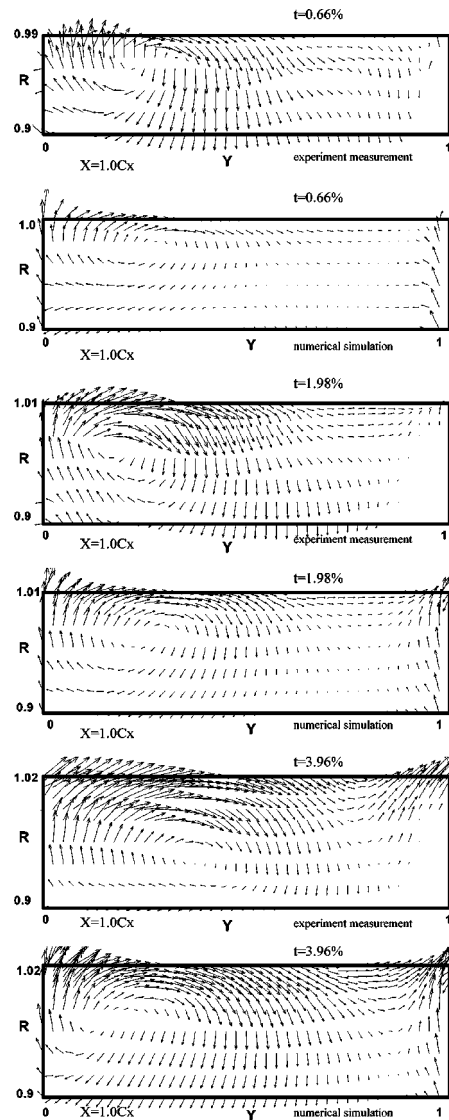 t=0.66%
0.99
R
0.9
0
1
X=1.0Cx
Y
experiment measurement
t=0.66%
1.0
R
0.9
0
1
X=1.0Cx
Y
numerical simulation
t=1.98%
1.01
R
0.9
0
1
X=1.0Cx
Y
experiment measurement
t=1.98%
1.01
R
0.9
0
1
X=1.0Cx
Y
numerical simulation
t=3.96%
1.02
R
0.9
0
1
X=1.0Cx
Y
experiment measurement
t=3.96%
1.02
R
0.9
0
1
X=1.0Cx
Y
numerical simulation